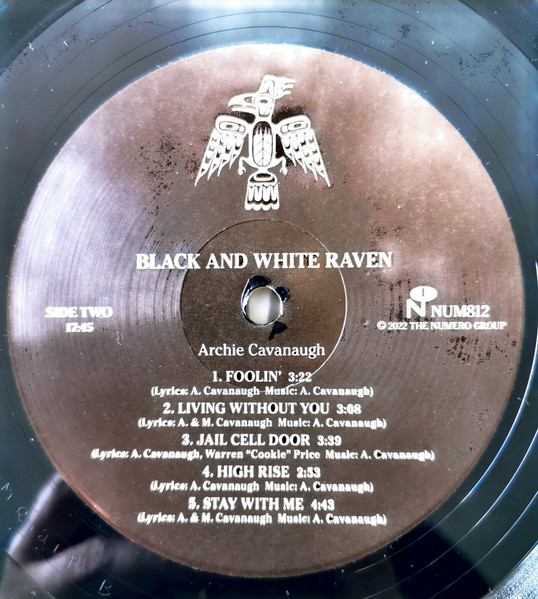 BLACK AND WHITE RAVEN
SIDE TWO
17:45
NUM812
© 2022 THE NUMERO GROUP
Archie Cavanaugh
1. FOOLIN' 3:22
(Lyrics: A. Cavanaugh Music: A. Cavanaugh)
2. LIVING WITHOUT YOU 3:08
(Lyrics: A. & M. Cavanaugh Music: A. Cavanaugh)
3. JAIL CELL DOOR 3:39
(Lyrics: A. Cavanaugh, Warren "Cookie" Price Music: A. Cavanaugh)
4. HIGH RISE 2:53
(Lyrics: A. Cavanaugh Music: A. Cavanaugh)
5. STAY WITH ME 4:43
(Lyrics: A. & M. Cavanaugh Music: A. Cavanaugh)